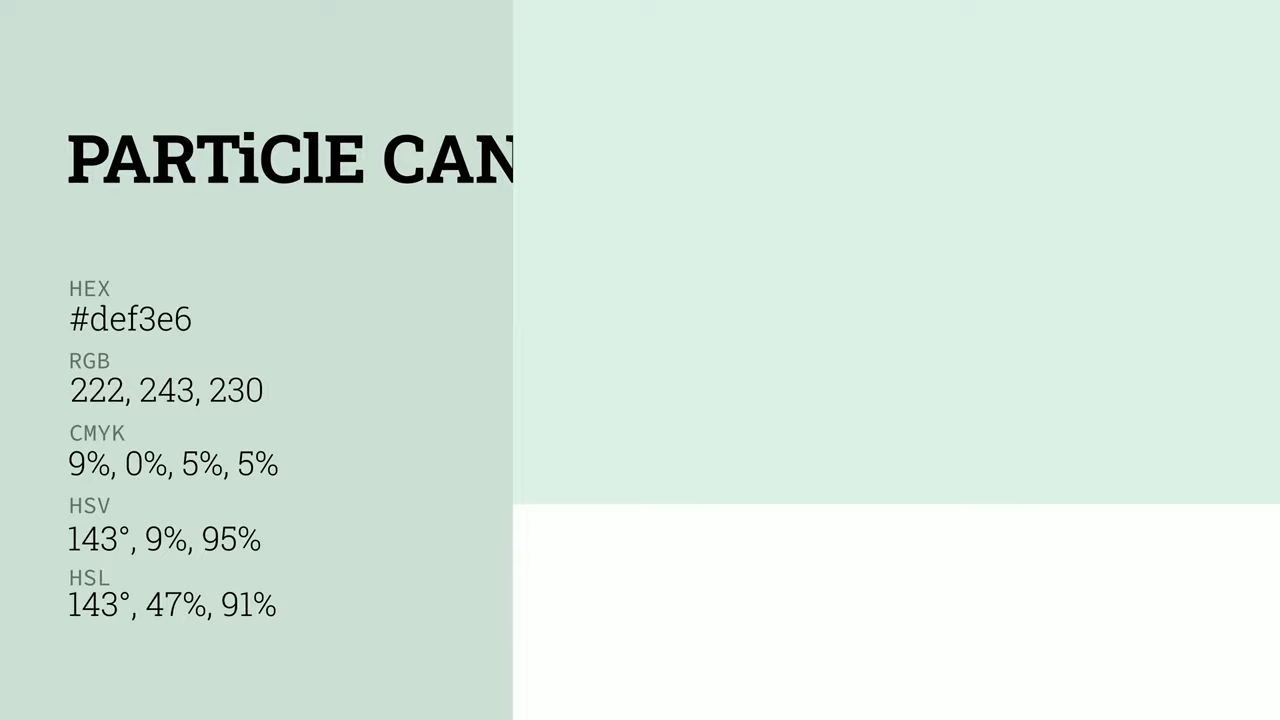 PARTiClE CAN
HEX
#def3e6
RGB
222, 243, 230
CMYK
9%, 0%, 5%, 5%
HSV
143°, 9%, 95%
HSL
143°, 47%, 91%